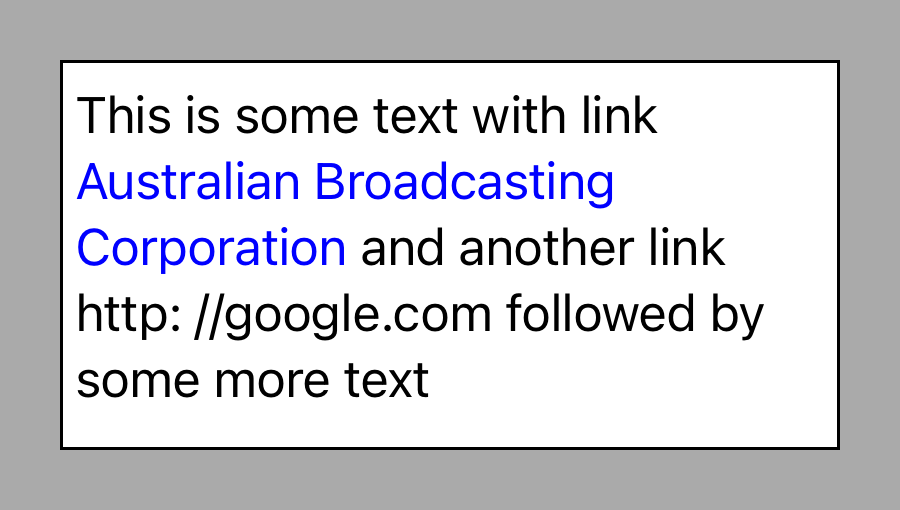 This is some text with link
Australian Broadcasting
Corporation and another link
http: //google.com followed by
some more text